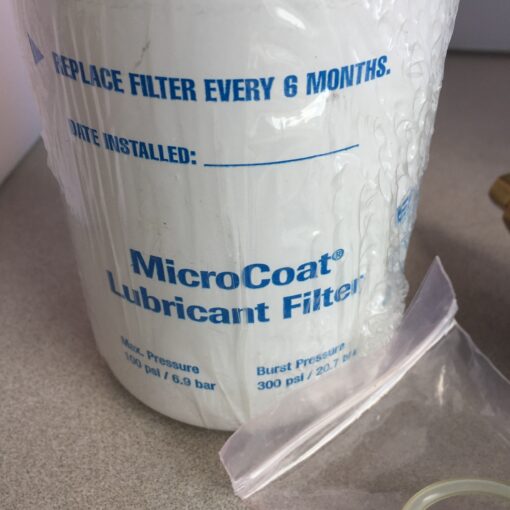 REPLACE FILTER EVERY 6 MONTHS.
DATE INSTALLED: ____________
MicroCoat®
Lubricant Filter
Max. Pressure
100 psi / 6.9 bar
Burst Pressure
300 psi / 20.7 bar